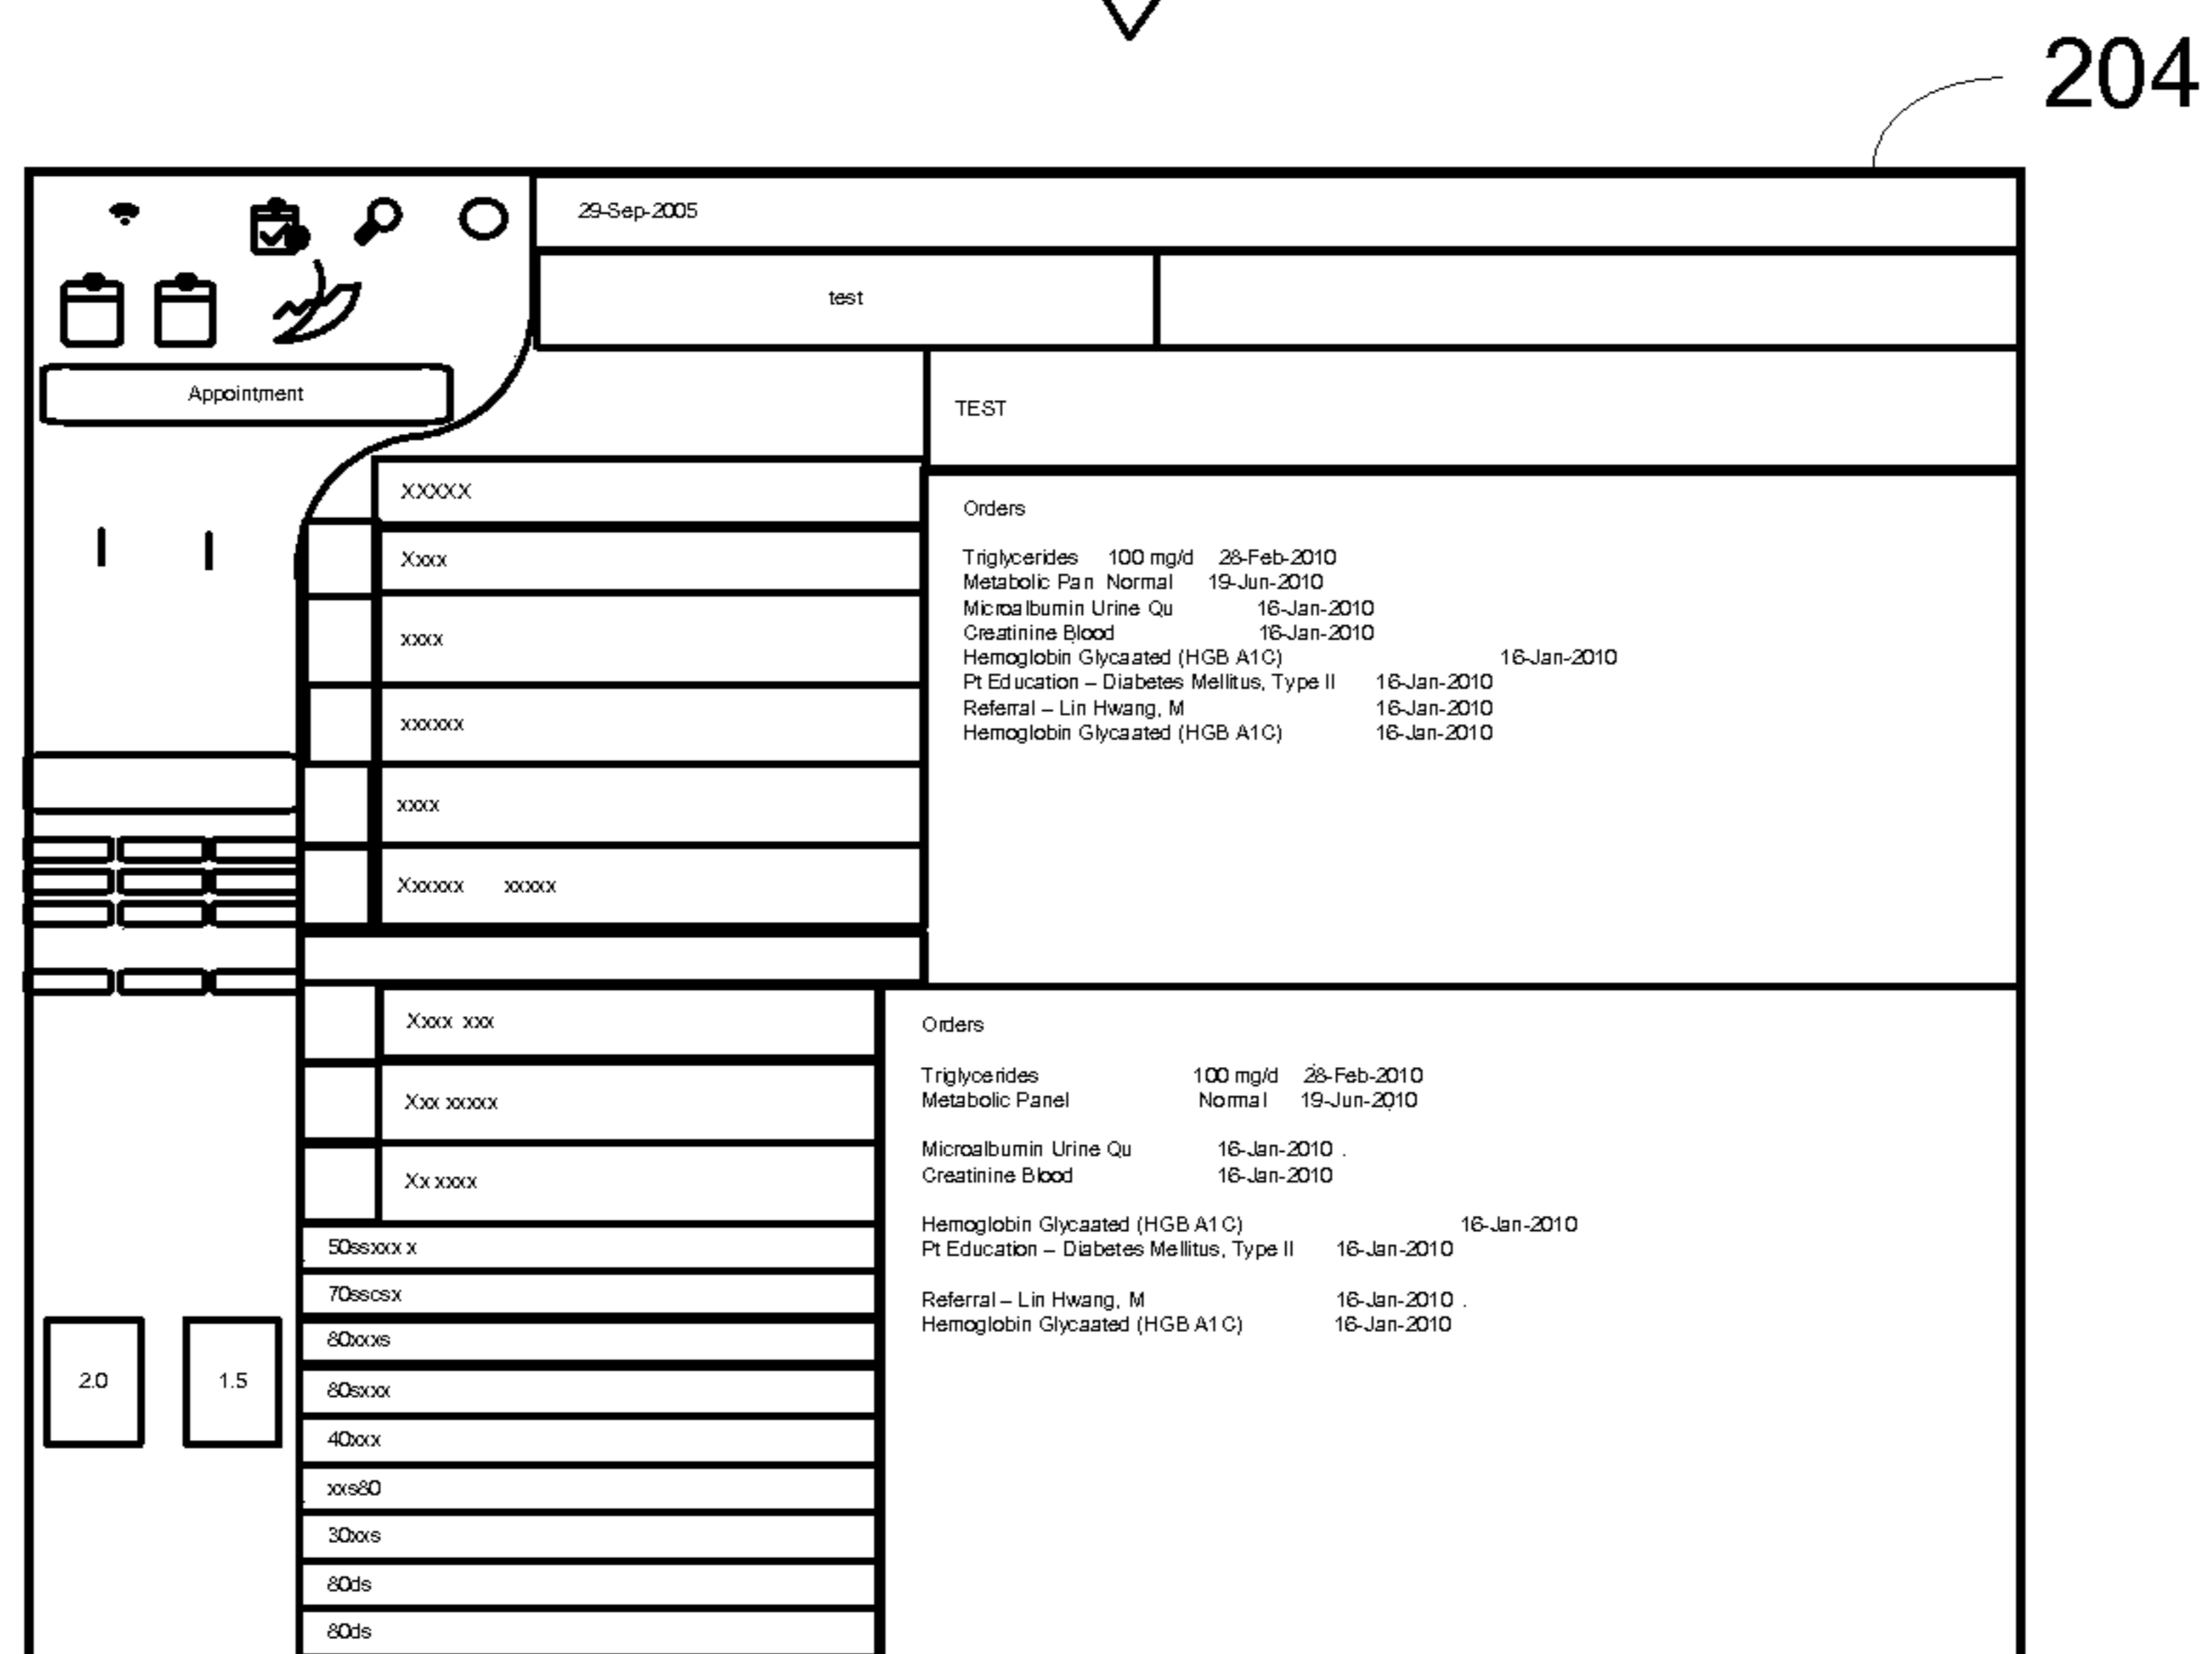 204
29-Sep-2005
test
Appointment
TEST
XXXXX
Xxxx
xxxx
xxxxxx
xxxx
Xxxxxx xxxxx
Orders
Triglycerides 100 mg/d 28-Feb-2010
Metabolic Pan Normal 19-Jun-2010
Microalbumin Urine Qu 16-Jan-2010
Creatinine Blood 16-Jan-2010
Hemoglobin Glycaated (HGB A1C) 16-Jan-2010
Pt Education – Diabetes Mellitus, Type II 16-Jan-2010
Referral – Lin Hwang, M 16-Jan-2010
Hemoglobin Glycaated (HGB A1C) 16-Jan-2010
Xxxx xxx
Xxx xxxxx
Xx xxxx
50ssxxx x
70sscsx
80xxxs
80sxxx
40xxx
xxs80
30xxs
80ds
80ds
2.0
1.5
Orders
Triglycerides 100 mg/d 28-Feb-2010
Metabolic Panel Normal 19-Jun-2010
Microalbumin Urine Qu 16-Jan-2010 .
Creatinine Blood 16-Jan-2010
Hemoglobin Glycaated (HGB A1C) 16-Jan-2010
Pt Education – Diabetes Mellitus, Type II 16-Jan-2010
Referral – Lin Hwang, M 16-Jan-2010 .
Hemoglobin Glycaated (HGB A1C) 16-Jan-2010